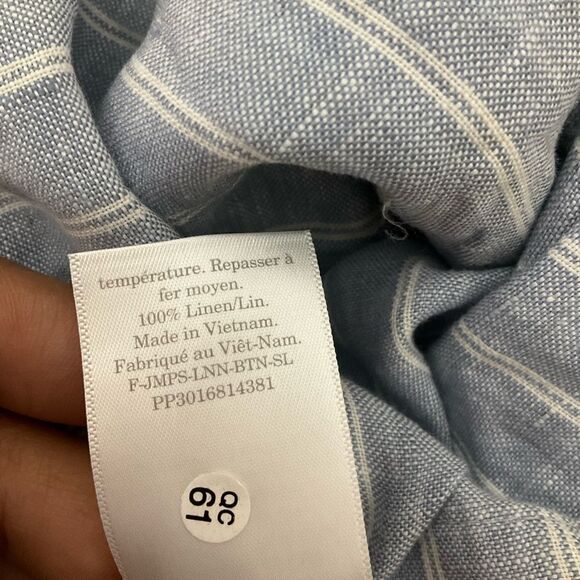 température. Repasser à
fer moyen.
100% Linen/Lin.
Made in Vietnam.
Fabriqué au Viêt-Nam.
F-JMPS-LNN-BTN-SL
PP3016814381
QC
61